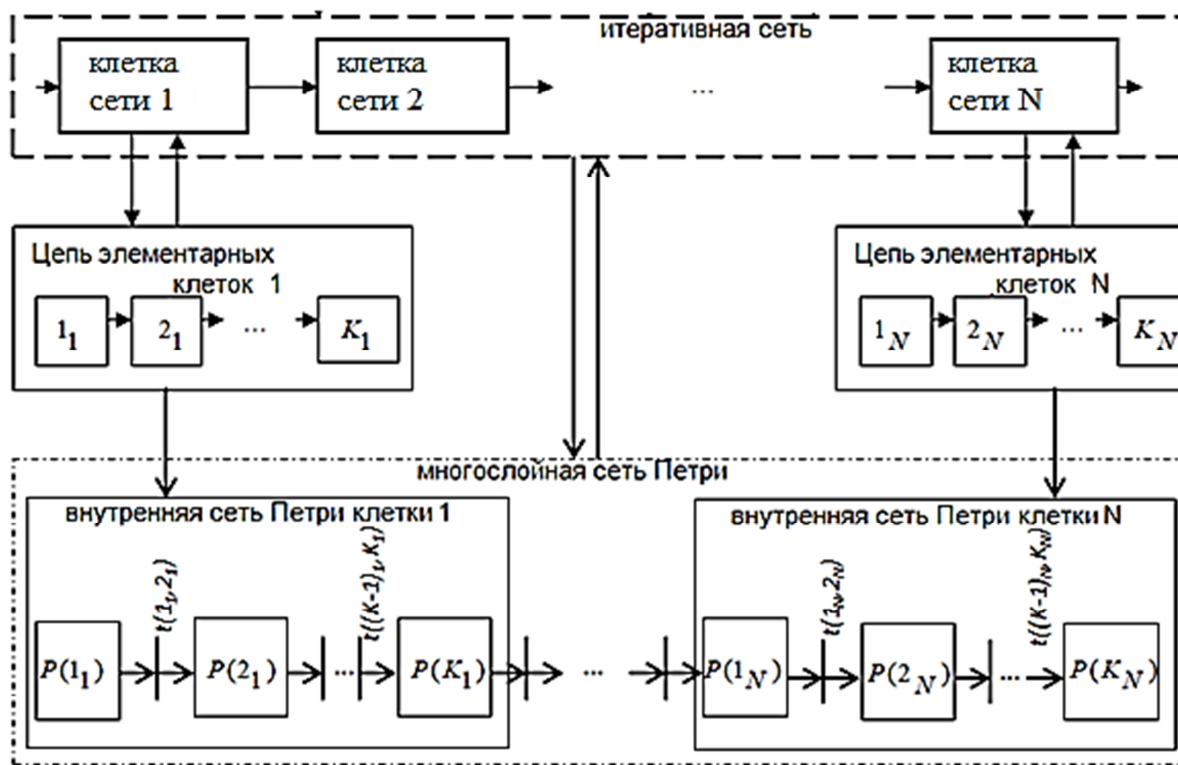 итеративная сеть
клетка
сети 1
клетка
сети 2
...
клетка
сети N
Цепь элементарных
клеток 1
1₁
2₁
...
K₁
Цепь элементарных
клеток N
1_N
2_N
...
K_N
многослойная сеть Петри
внутренняя сеть Петри клетки 1
t(1₁,2₁)
t((K-1)₁,K₁)
P(1₁)
P(2₁)
...
P(K₁)
...
внутренняя сеть Петри клетки N
t(1_N,2_N)
t((K-1)_N,K_N)
P(1_N)
P(2_N)
...
P(K_N)